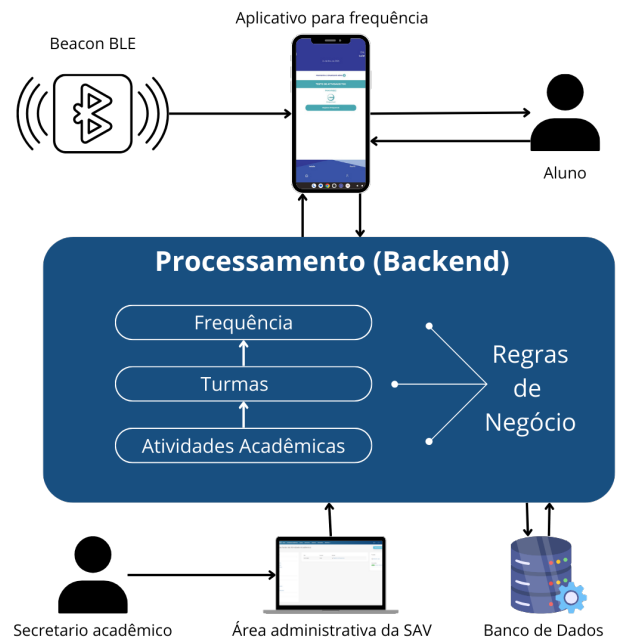 Aplicativo para frequência
Beacon BLE
Aluno
Processamento (Backend)
Frequência
Turmas
Atividades Acadêmicas
Regras
de
Negócio
Secretario acadêmico
Área administrativa da SAV
Banco de Dados